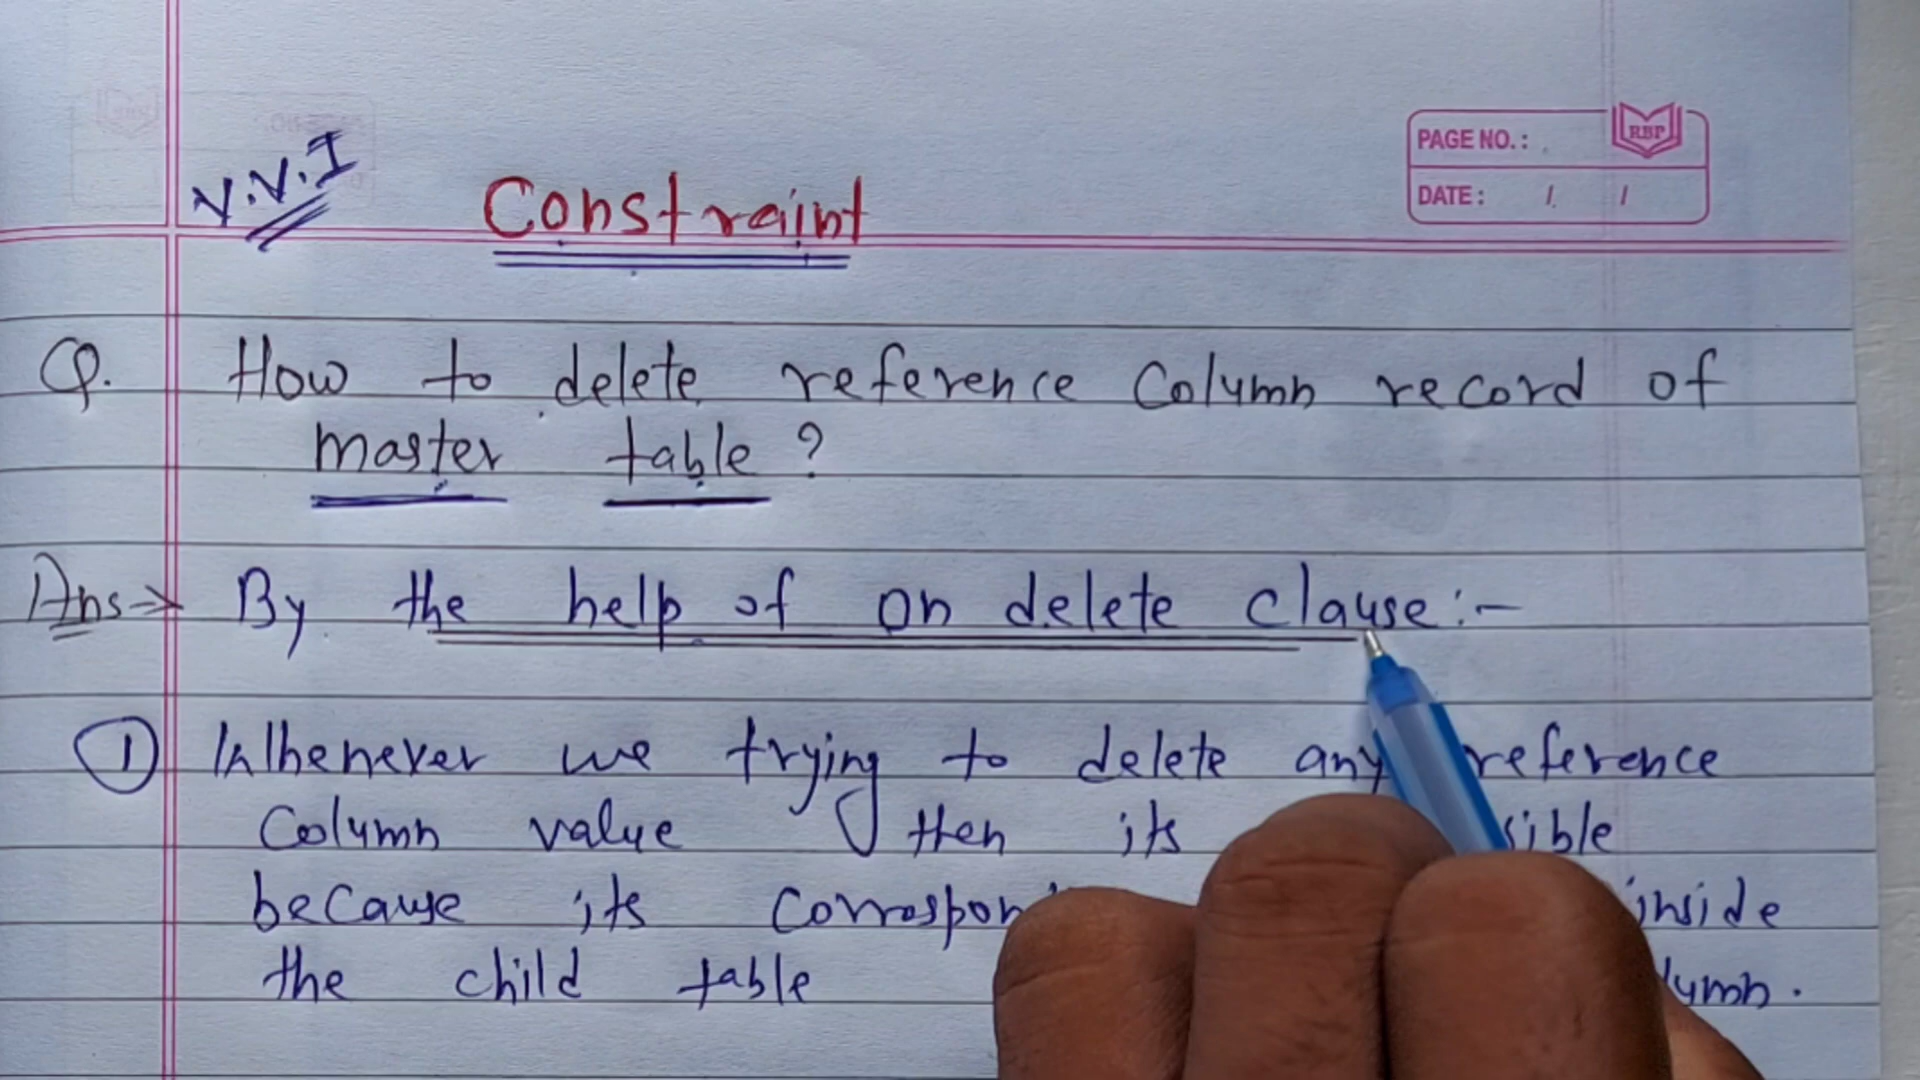 PAGE NO.:
RBP
DATE: / /
V.V.I
Constraint
Q. How to delete reference Column record of
master table ?
Ans→ By the help of on delete clause:-
① Whenever we trying to delete any reference
Column value then its
because its inside
the child table